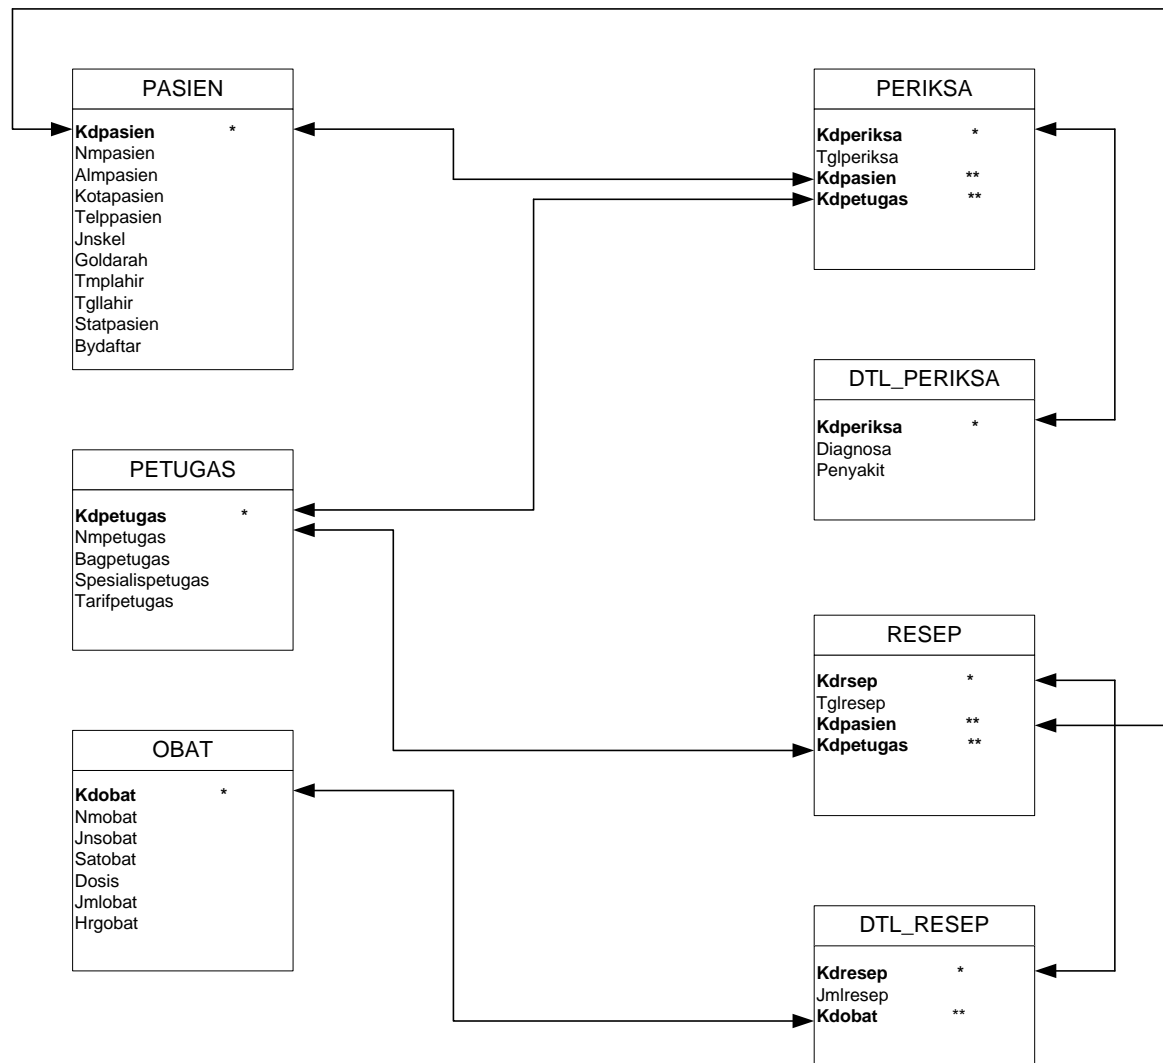 PASIEN
Kdpasien *
Nmpasien
Almpasien
Kotapasien
Telppasien
Jnskel
Goldarah
Tmplahir
Tgllahir
Statpasien
Bydaftar
PERIKSA
Kdperiksa *
Tglperiksa
Kdpasien **
Kdpetugas **
DTL_PERIKSA
Kdperiksa *
Diagnosa
Penyakit
PETUGAS
Kdpetugas *
Nmpetugas
Bagpetugas
Spesialispetugas
Tarifpetugas
RESEP
Kdrsep *
Tglresep
Kdpasien **
Kdpetugas **
OBAT
Kdobat *
Nmobat
Jnsobat
Satobat
Dosis
Jmlobat
Hrgobat
DTL_RESEP
Kdresep *
Jmlresep
Kdobat **